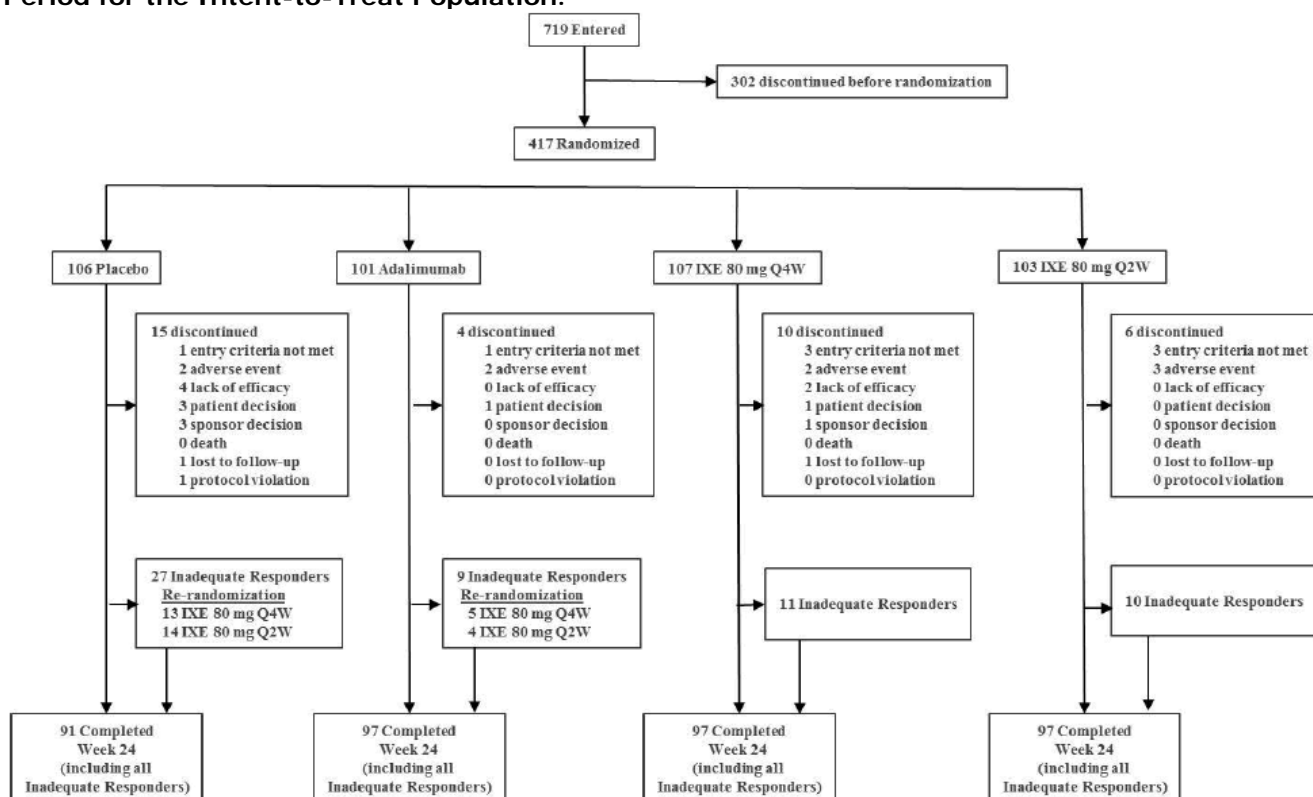 Period for the Intent-to-Treat Population.
719 Entered
302 discontinued before randomization
417 Randomized
106 Placebo
101 Adalimumab
107 IXE 80 mg Q4W
103 IXE 80 mg Q2W
15 discontinued
1 entry criteria not met
2 adverse event
4 lack of efficacy
3 patient decision
3 sponsor decision
0 death
1 lost to follow-up
1 protocol violation
4 discontinued
1 entry criteria not met
2 adverse event
0 lack of efficacy
1 patient decision
0 sponsor decision
0 death
0 lost to follow-up
0 protocol violation
10 discontinued
3 entry criteria not met
2 adverse event
2 lack of efficacy
1 patient decision
1 sponsor decision
0 death
1 lost to follow-up
0 protocol violation
6 discontinued
3 entry criteria not met
3 adverse event
0 lack of efficacy
0 patient decision
0 sponsor decision
0 death
0 lost to follow-up
0 protocol violation
27 Inadequate Responders
Re-randomization
13 IXE 80 mg Q4W
14 IXE 80 mg Q2W
9 Inadequate Responders
Re-randomization
5 IXE 80 mg Q4W
4 IXE 80 mg Q2W
11 Inadequate Responders
10 Inadequate Responders
91 Completed
Week 24
(including all
Inadequate Responders)
97 Completed
Week 24
(including all
Inadequate Responders)
97 Completed
Week 24
(including all
Inadequate Responders)
97 Completed
Week 24
(including all
Inadequate Responders)